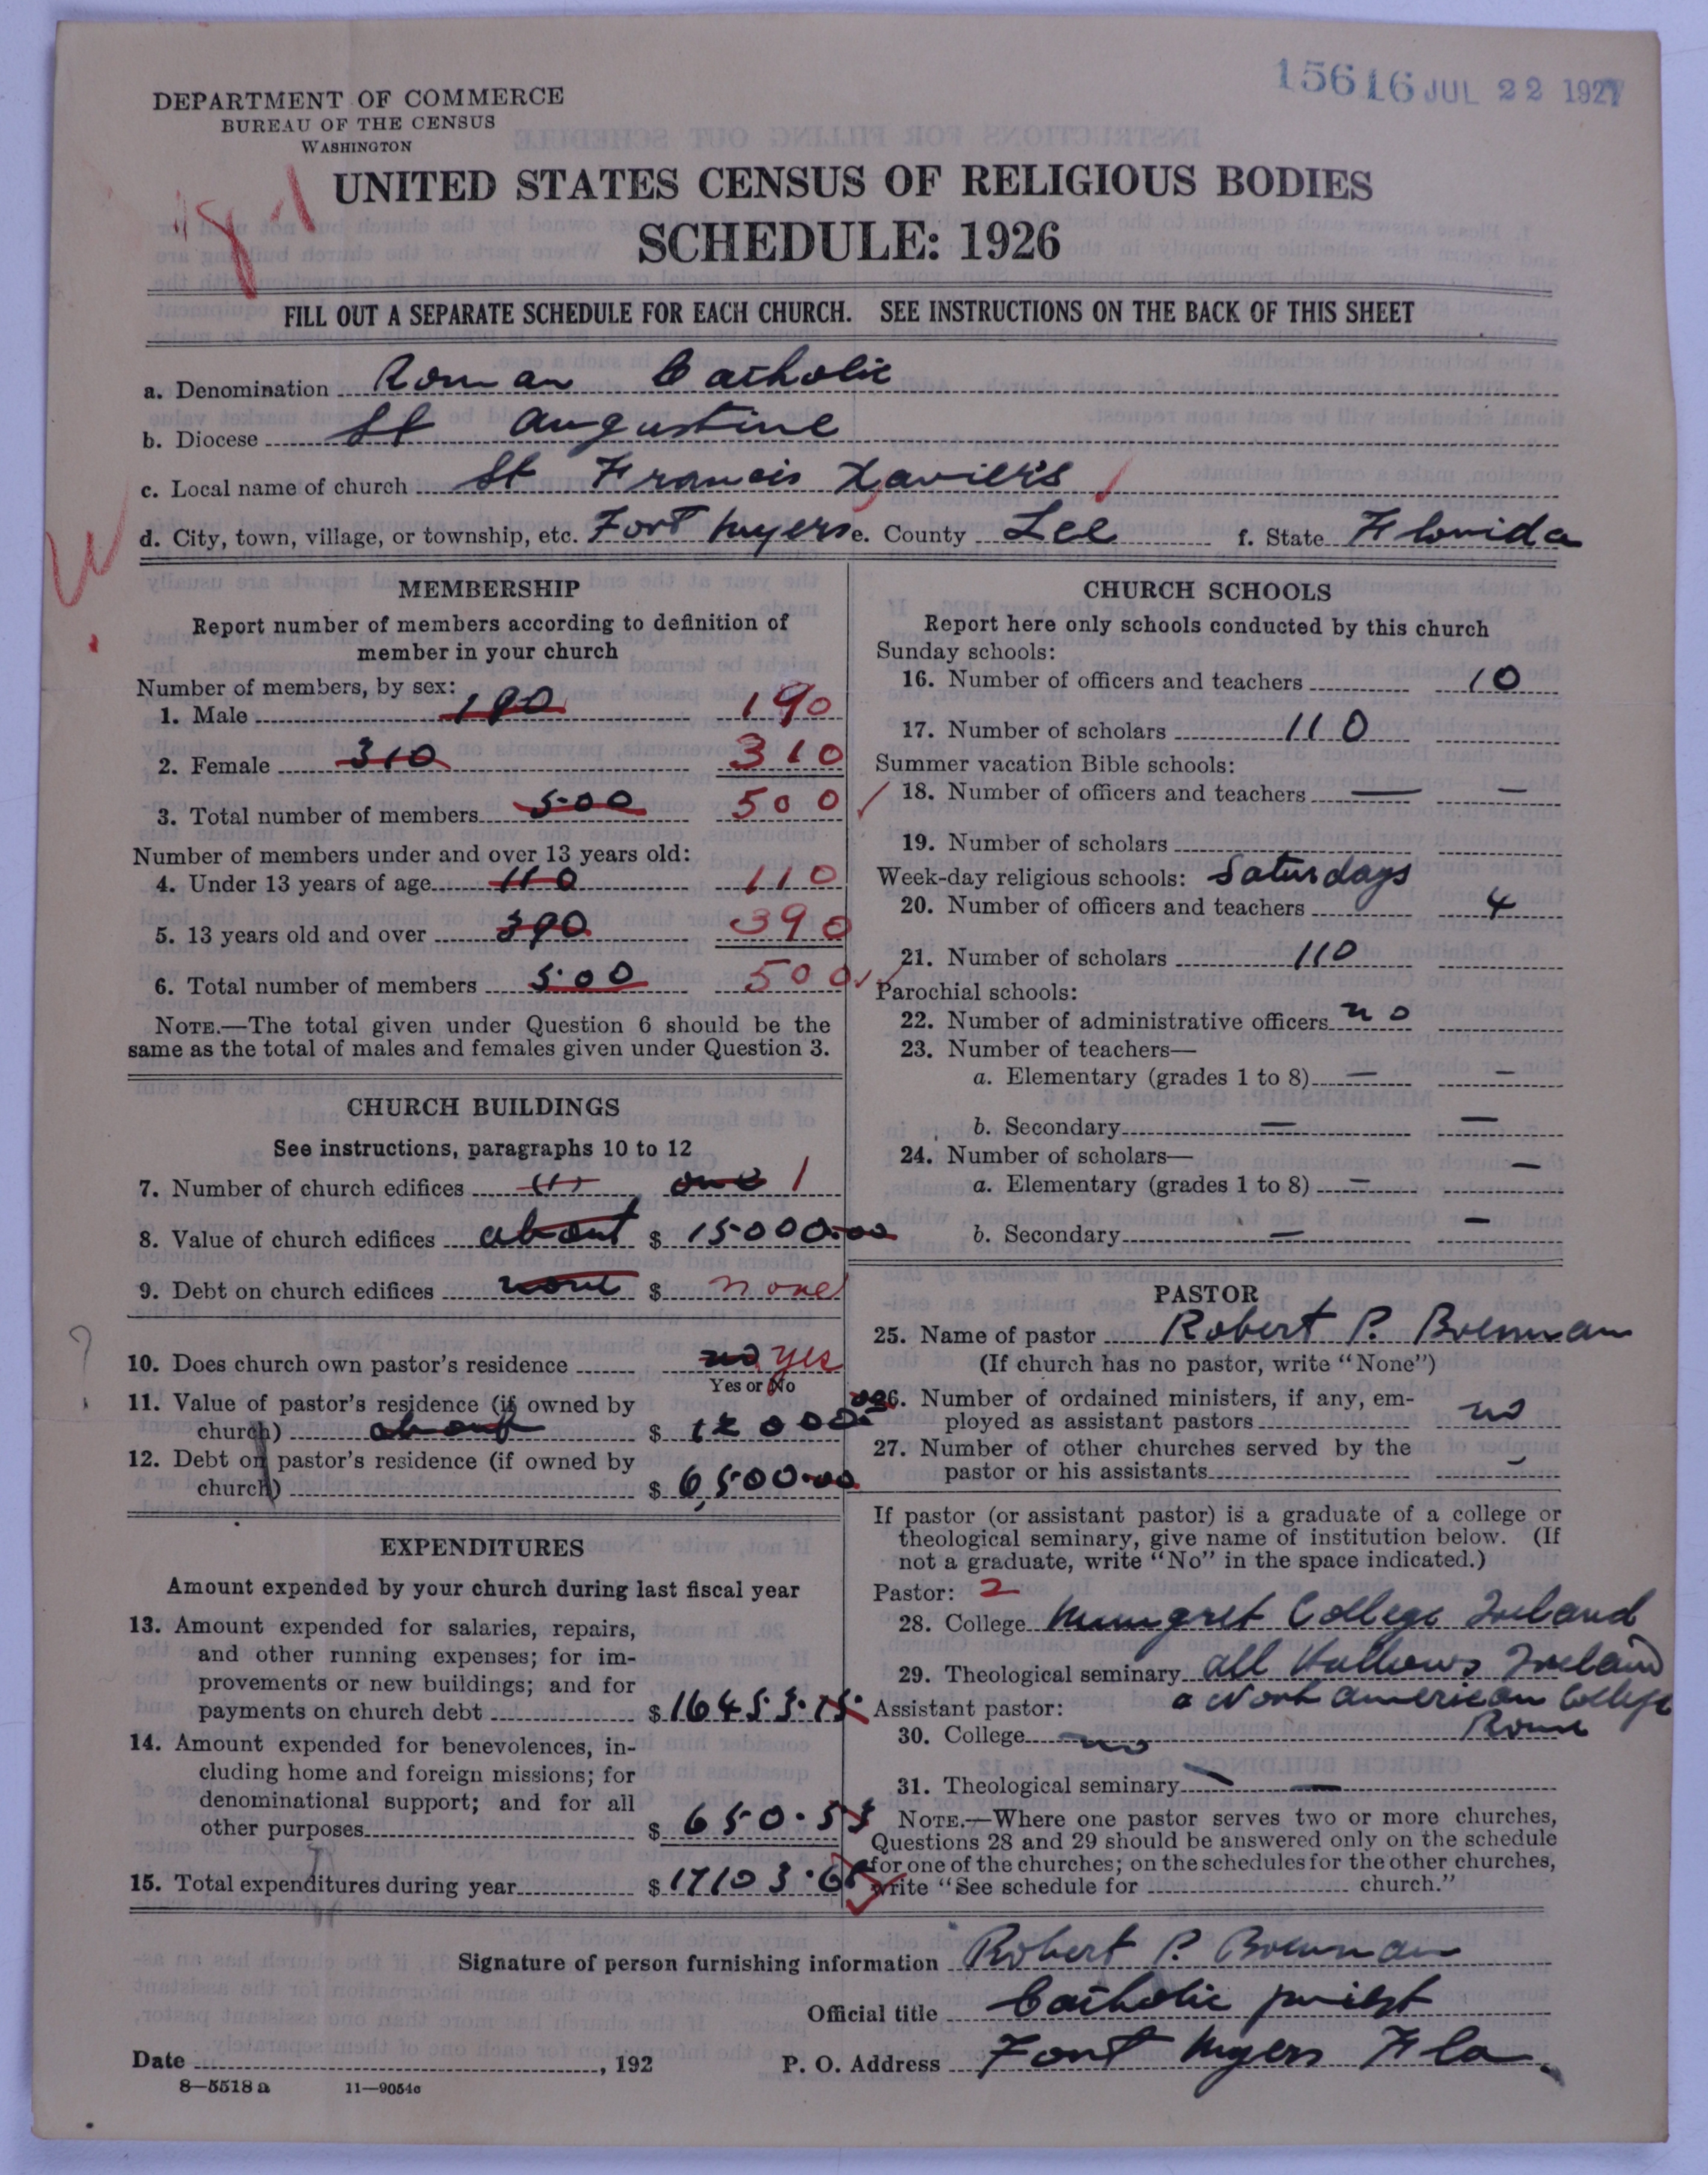 15616 JUL 22 1927
DEPARTMENT OF COMMERCE
BUREAU OF THE CENSUS
WASHINGTON
UNITED STATES CENSUS OF RELIGIOUS BODIES
SCHEDULE: 1926
FILL OUT A SEPARATE SCHEDULE FOR EACH CHURCH. SEE INSTRUCTIONS ON THE BACK OF THIS SHEET
a. Denomination Roman Catholic
b. Diocese St Augustine
c. Local name of church St Francis Xavier's
d. City, town, village, or township, etc. Fort Myers e. County Lee f. State Florida
MEMBERSHIP
Report number of members according to definition of
member in your church
Number of members, by sex:
1. Male 190 190
2. Female 310 310
3. Total number of members 500 500
Number of members under and over 13 years old:
4. Under 13 years of age 110 110
5. 13 years old and over 390 390
6. Total number of members 500 500
NOTE.—The total given under Question 6 should be the
same as the total of males and females given under Question 3.
CHURCH BUILDINGS
See instructions, paragraphs 10 to 12
7. Number of church edifices (1) one 1
8. Value of church edifices about $ 15000.00
9. Debt on church edifices none $ none
10. Does church own pastor's residence no yes
Yes or No
11. Value of pastor's residence (if owned by
church) about $ 12000.00
12. Debt on pastor's residence (if owned by
church) $ 6,500.00
EXPENDITURES
Amount expended by your church during last fiscal year
13. Amount expended for salaries, repairs,
and other running expenses; for im-
provements or new buildings; and for
payments on church debt $ 16453.15
14. Amount expended for benevolences, in-
cluding home and foreign missions; for
denominational support; and for all
other purposes $ 650.53
15. Total expenditures during year $ 17103.68
CHURCH SCHOOLS
Report here only schools conducted by this church
Sunday schools:
16. Number of officers and teachers 10
17. Number of scholars 110
Summer vacation Bible schools:
18. Number of officers and teachers — —
19. Number of scholars
Week-day religious schools: Saturdays
20. Number of officers and teachers 4
21. Number of scholars 110
Parochial schools:
22. Number of administrative officers no
23. Number of teachers—
a. Elementary (grades 1 to 8) — —
b. Secondary — —
24. Number of scholars—
a. Elementary (grades 1 to 8) — —
b. Secondary — —
PASTOR
25. Name of pastor Robert P. Brennan
(If church has no pastor, write "None")
26. Number of ordained ministers, if any, em-
ployed as assistant pastors no
27. Number of other churches served by the
pastor or his assistants —
If pastor (or assistant pastor) is a graduate of a college or
theological seminary, give name of institution below. (If
not a graduate, write "No" in the space indicated.)
Pastor: 2
28. College Mungret College Ireland
29. Theological seminary All Hallows Ireland
Assistant pastor: a North American College
30. College no Rome
31. Theological seminary — —
NOTE.—Where one pastor serves two or more churches,
Questions 28 and 29 should be answered only on the schedule
for one of the churches; on the schedules for the other churches,
write "See schedule for church."
Signature of person furnishing information Robert P. Brennan
Official title Catholic priest
Date , 192 P. O. Address Fort Myers Fla
8—5518 a 11—9054c